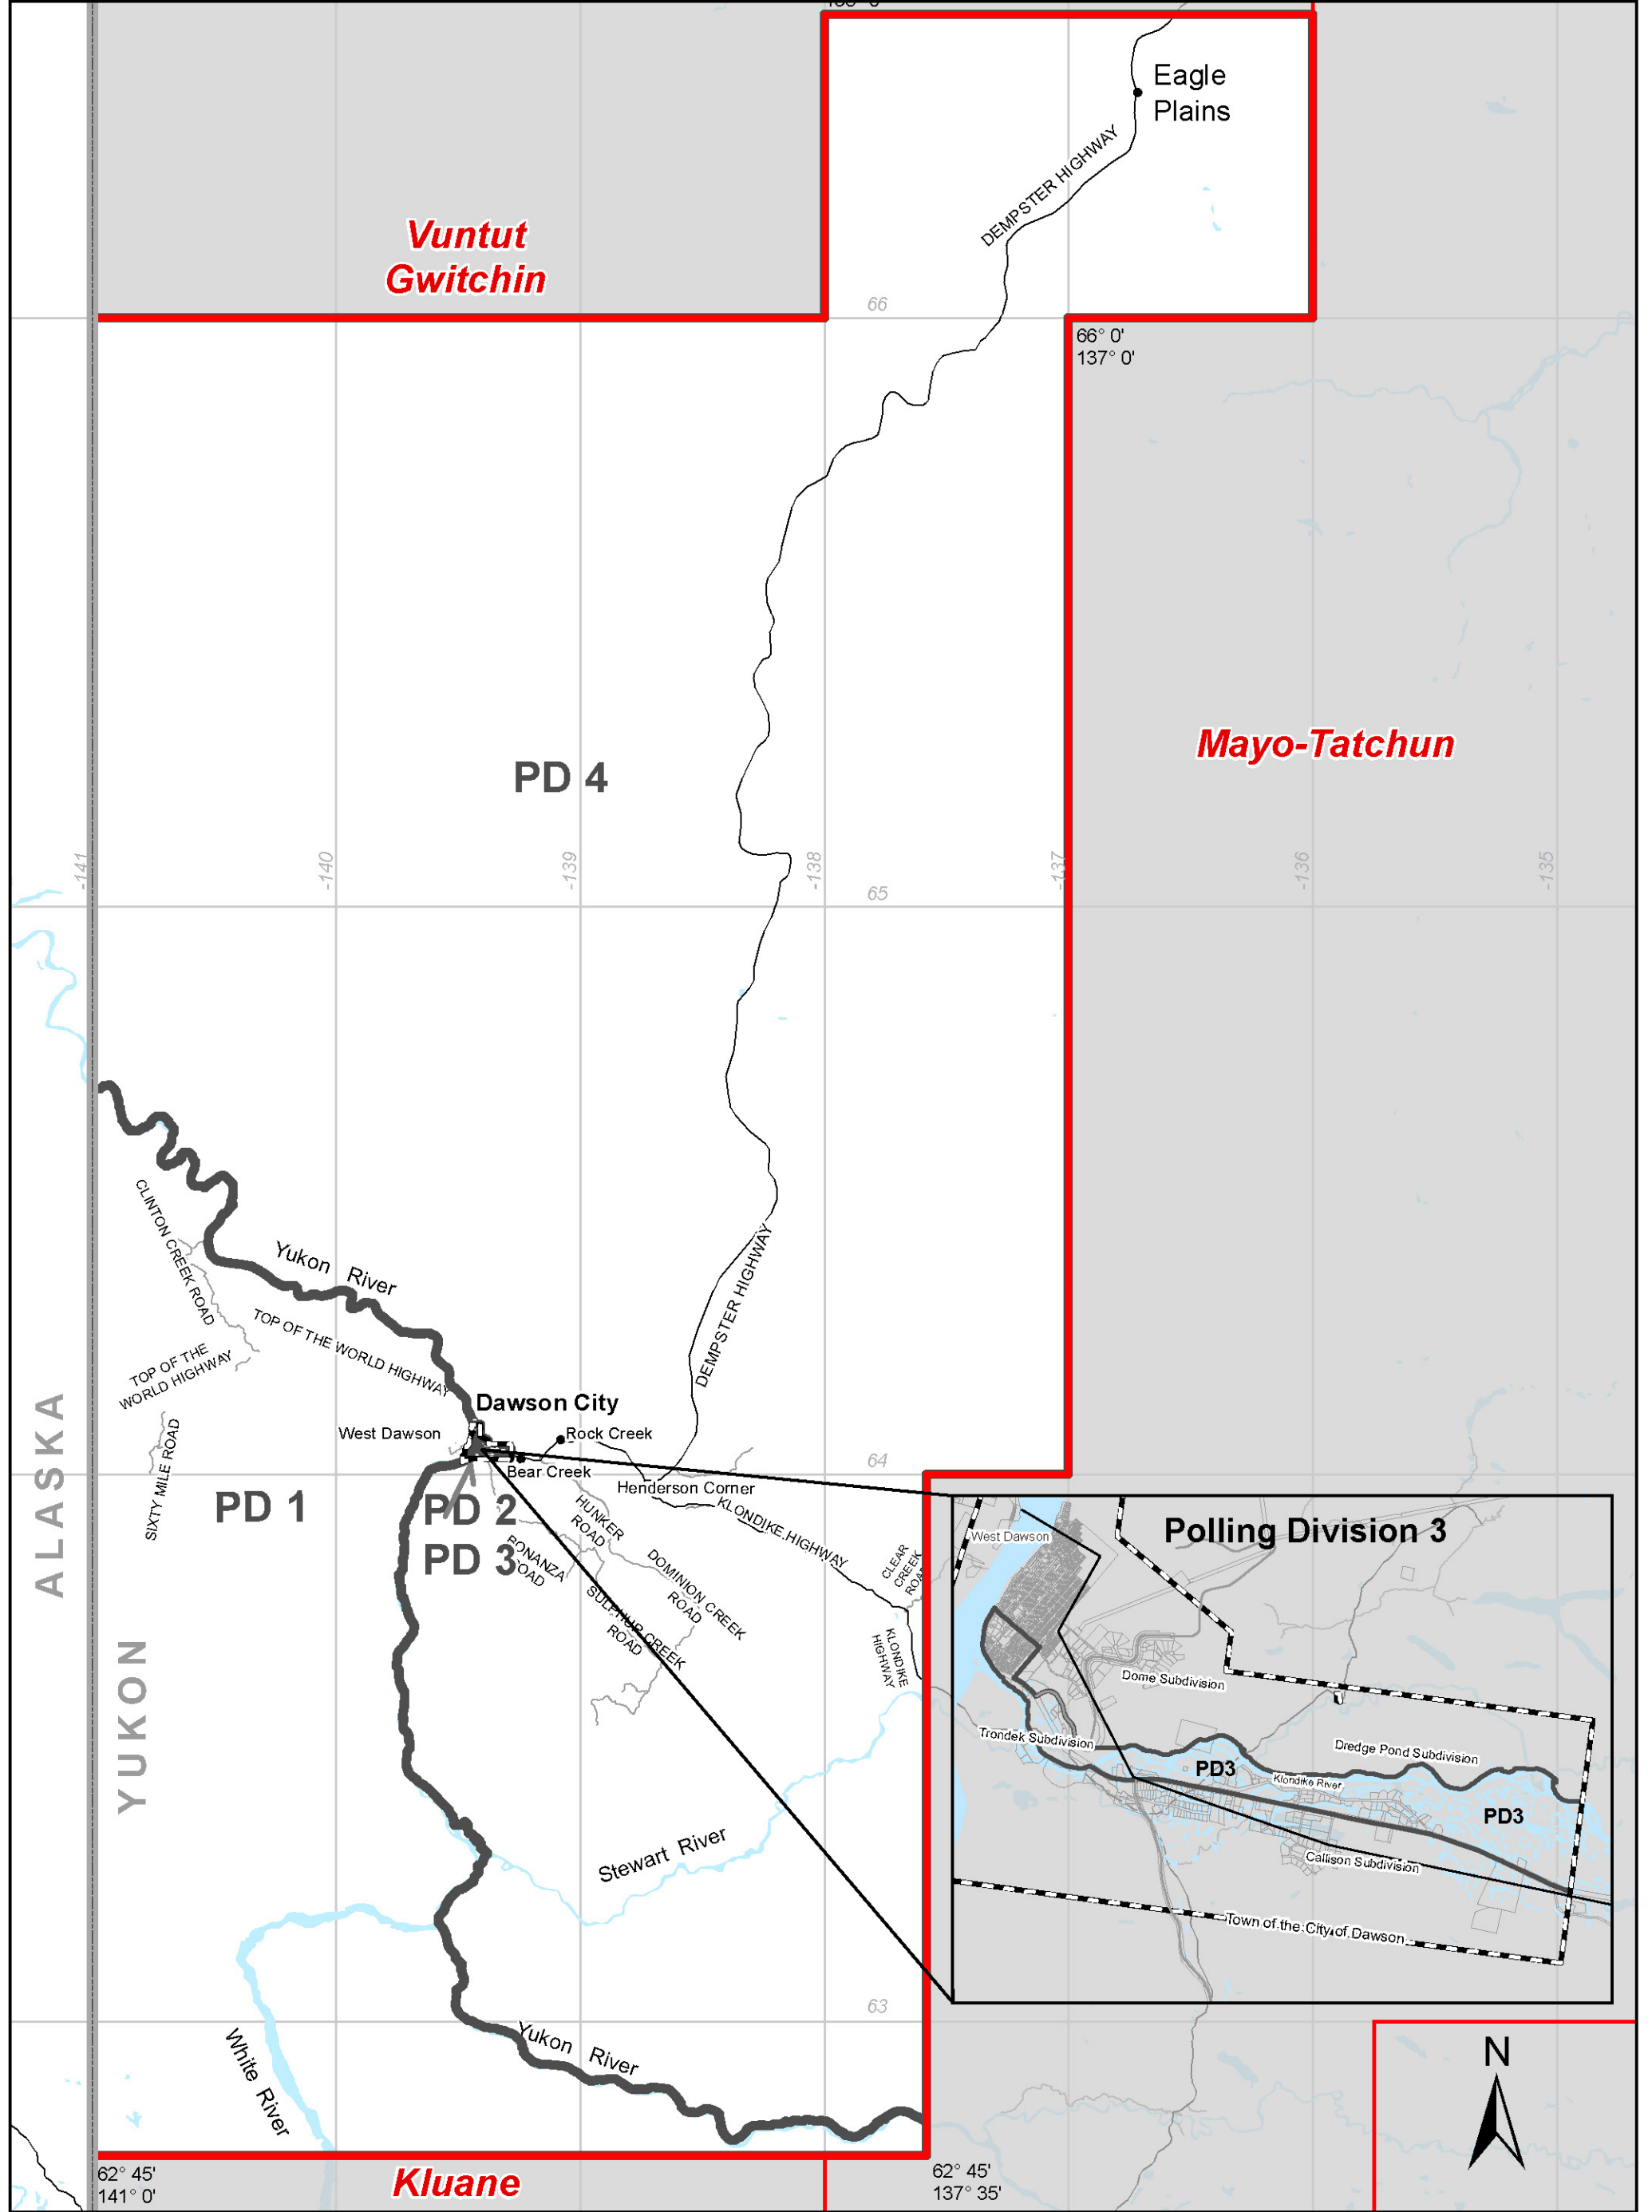 Eagle
Plains
DEMPSTER HIGHWAY
Vuntut
Gwitchin
66
66° 0'
137° 0'
Mayo-Tatchun
PD 4
-141
-140
-139
-138
-137
-136
-135
65
Yukon River
CLINTON CREEK ROAD
TOP OF THE WORLD HIGHWAY
TOP OF THE
WORLD HIGHWAY
DEMPSTER HIGHWAY
Dawson City
West Dawson
Rock Creek
Bear Creek
64
Henderson Corner
ALASKA
SIXTY MILE ROAD
PD 1
PD 2
PD 3
HUNKER
ROAD
KLONDIKE HIGHWAY
BONANZA
ROAD
DOMINION CREEK
ROAD
CLEAR
CREEK
ROAD
SULPHUR CREEK
ROAD
KLONDIKE
HIGHWAY
YUKON
Polling Division 3
West Dawson
Dome Subdivision
Trondek Subdivision
Dredge Pond Subdivision
PD3
Klondike River
PD3
Callison Subdivision
Town of the City of Dawson
Stewart River
63
Yukon River
White River
N
62° 45'
141° 0'
Kluane
62° 45'
137° 35'